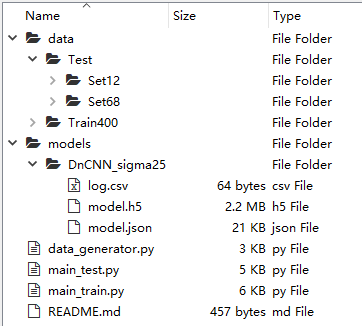 Name Size Type
data File Folder
Test File Folder
Set12 File Folder
Set68 File Folder
Train400 File Folder
models File Folder
DnCNN_sigma25 File Folder
log.csv 64 bytes csv File
model.h5 2.2 MB h5 File
model.json 21 KB json File
data_generator.py 3 KB py File
main_test.py 5 KB py File
main_train.py 6 KB py File
README.md 457 bytes md File